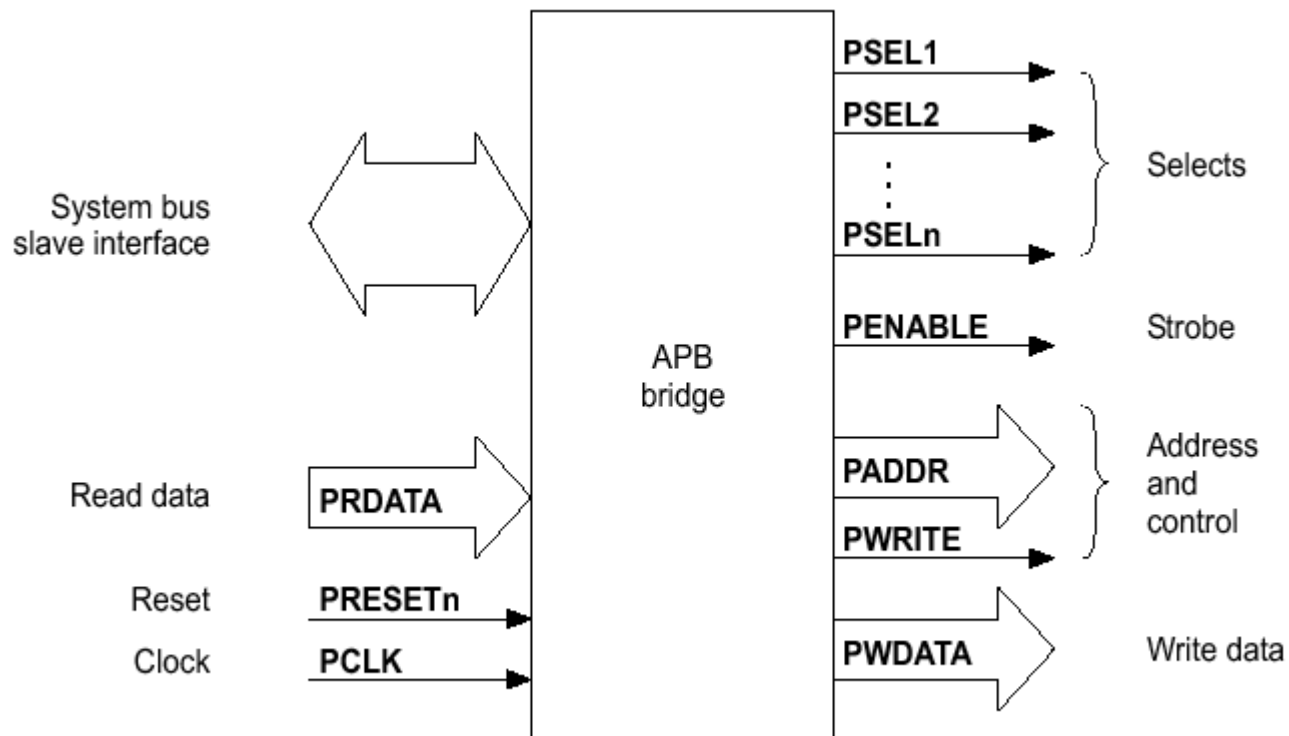 PSEL1
PSEL2
Selects
System bus
slave interface
PSELn
PENABLE
Strobe
APB
bridge
Address
and
control
PADDR
Read data
PRDATA
PWRITE
Reset
PRESETn
Clock
PCLK
PWDATA
Write data